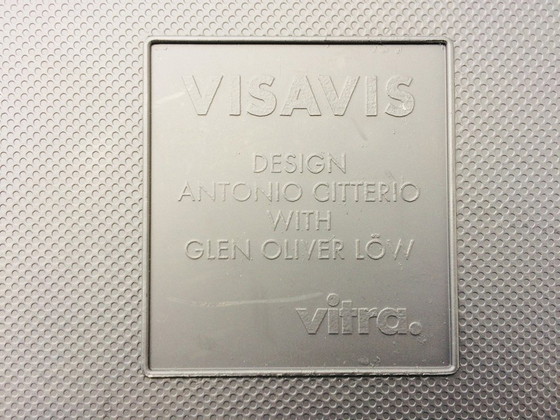 VISAVIS
DESIGN
ANTONIO CITTERIO
WITH
GLEN OLIVER LÖW
vitra.